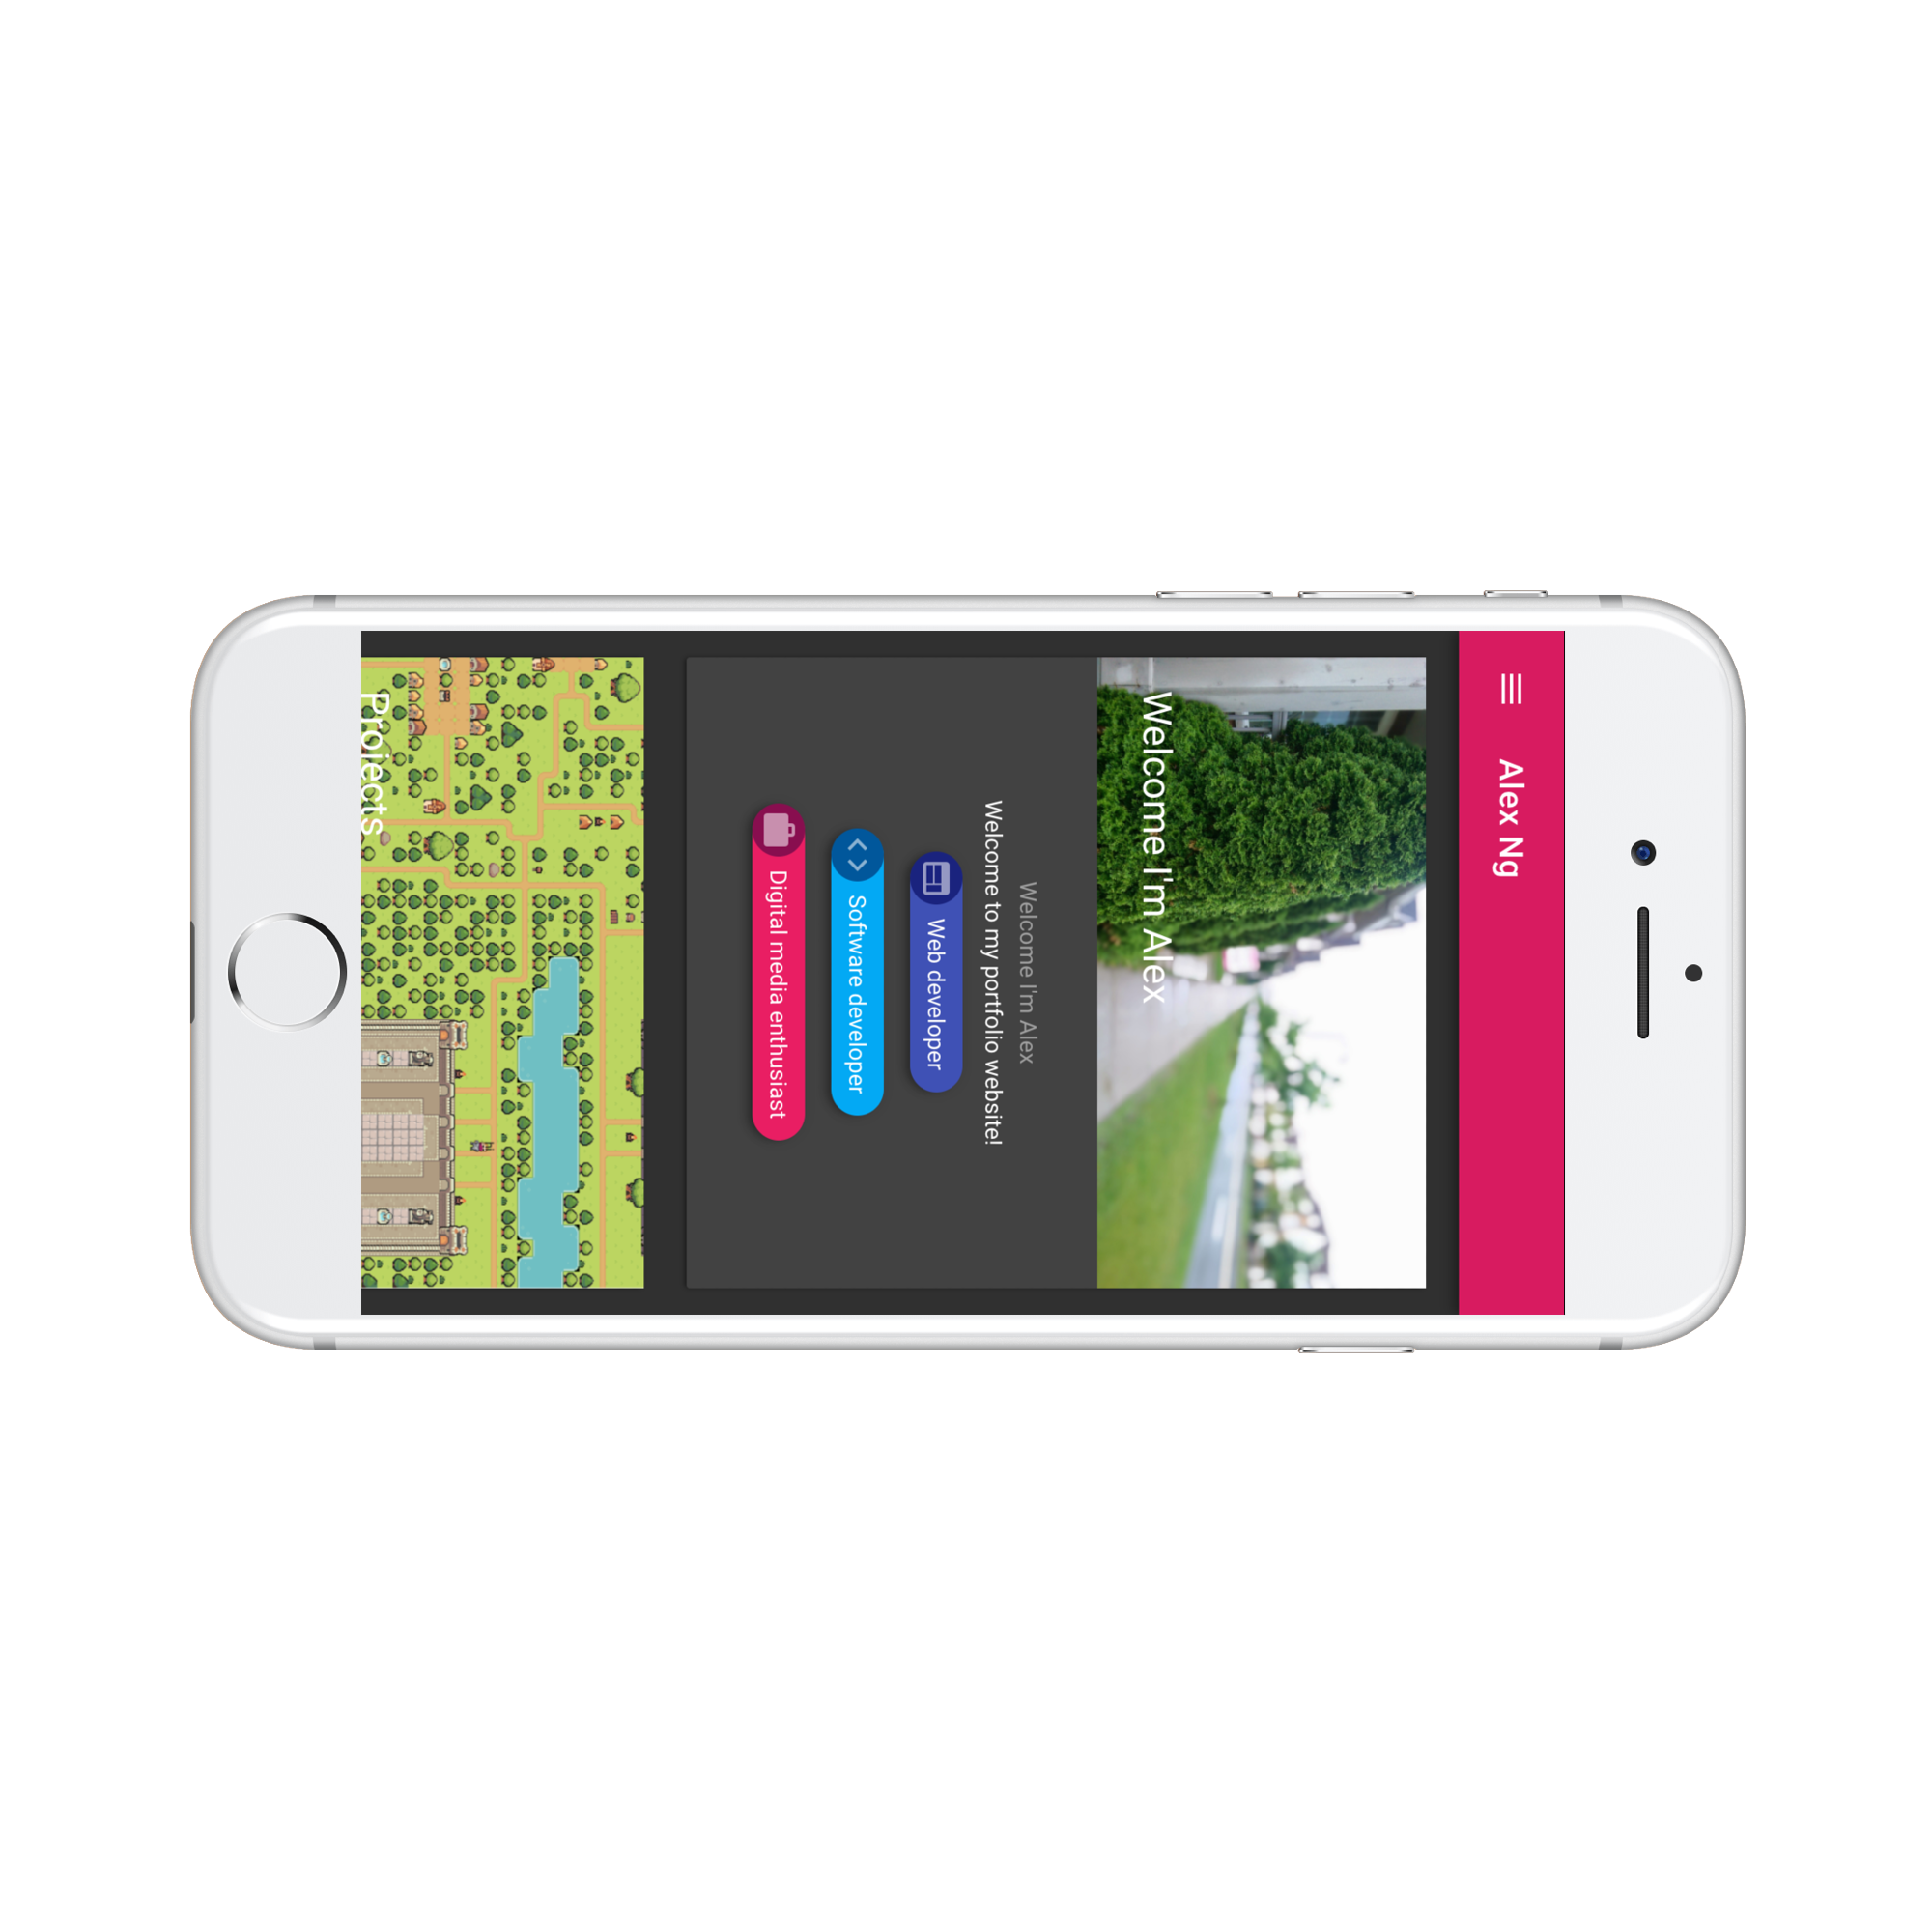 Alex Ng
Welcome I'm Alex
Welcome I'm Alex
Welcome to my portfolio website!
Web developer
Software developer
Digital media enthusiast
Projects